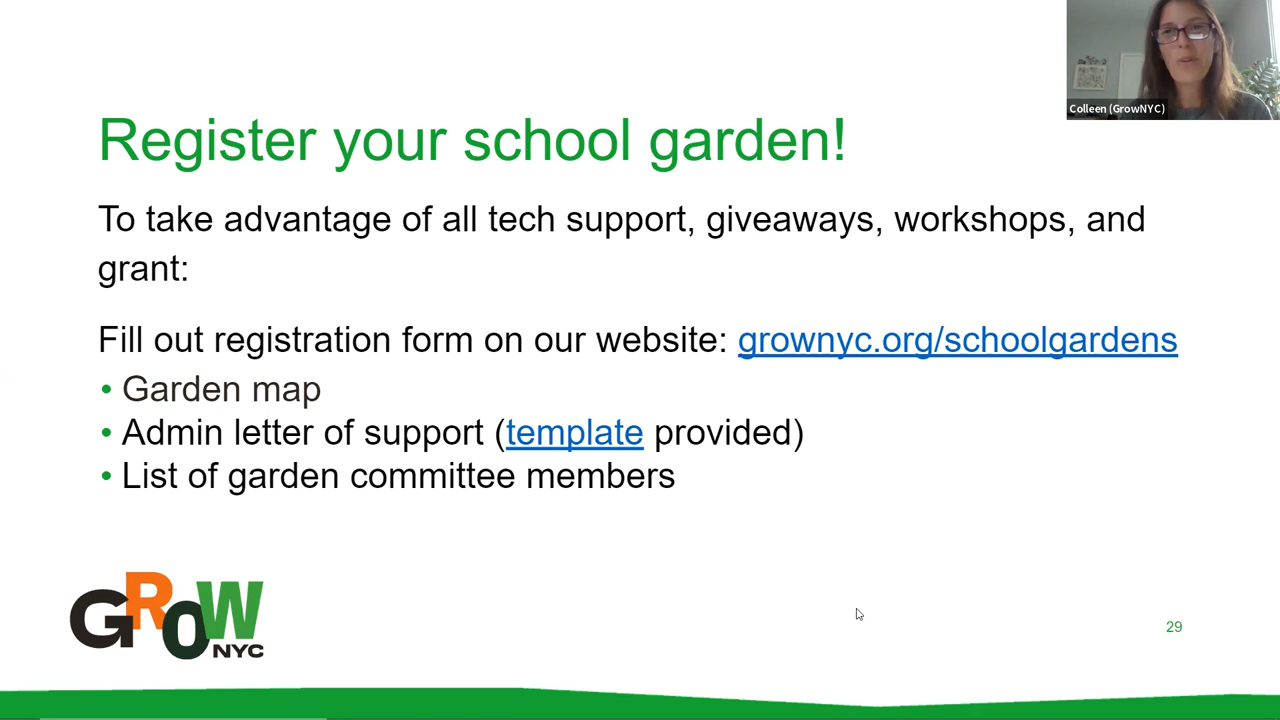 Colleen (GrowNYC)
Register your school garden!
To take advantage of all tech support, giveaways, workshops, and
grant:
Fill out registration form on our website: grownyc.org/schoolgardens
• Garden map
• Admin letter of support (template provided)
• List of garden committee members
GROW
NYC
29